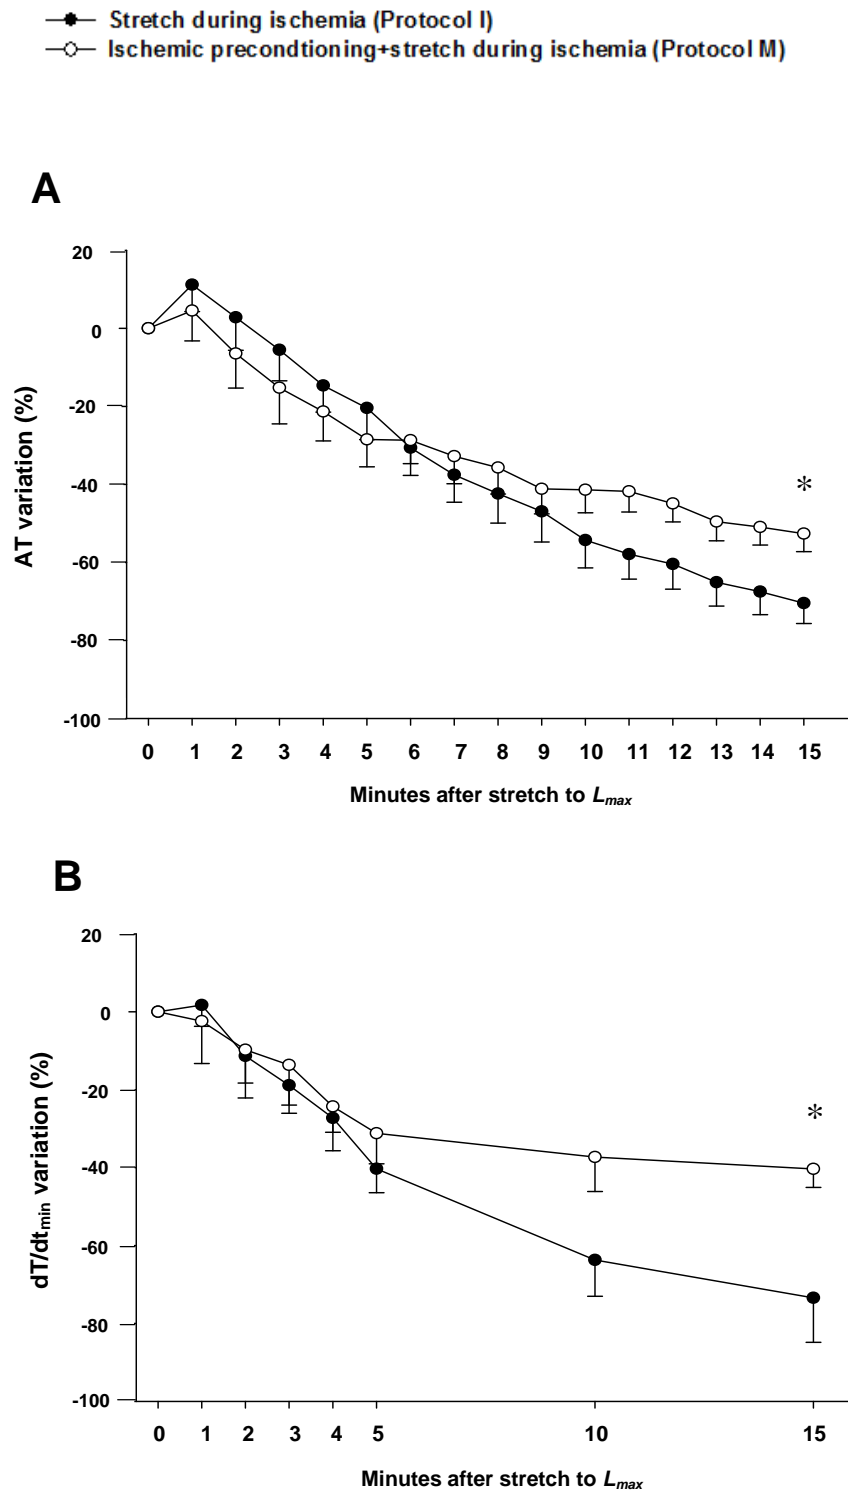 Stretch during ischemia (Protocol I)
Ischemic precondtioning+stretch during ischemia (Protocol M)
A
20
0
-20
-40
-60
-80
-100
AT variation (%)
*
0 1 2 3 4 5 6 7 8 9 10 11 12 13 14 15
Minutes after stretch to Lmax
B
20
0
-20
-40
-60
-80
-100
dT/dtmin variation (%)
*
0 1 2 3 4 5 10 15
Minutes after stretch to Lmax